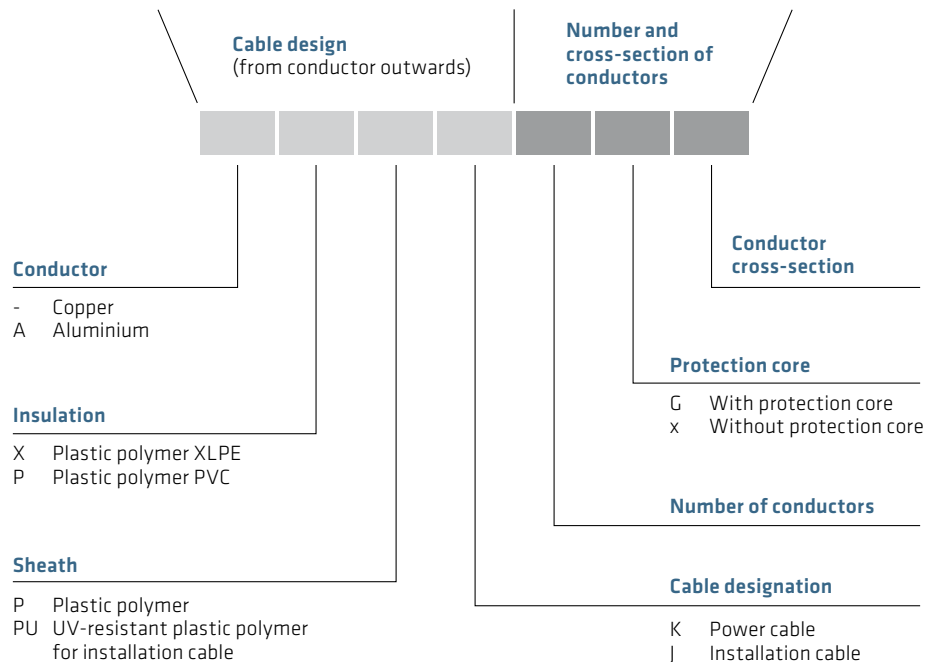 Cable design
(from conductor outwards)
Number and
cross-section of
conductors
Conductor
- Copper
A Aluminium
Insulation
X Plastic polymer XLPE
P Plastic polymer PVC
Sheath
P Plastic polymer
PU UV-resistant plastic polymer
for installation cable
Conductor
cross-section
Protection core
G With protection core
x Without protection core
Number of conductors
Cable designation
K Power cable
J Installation cable